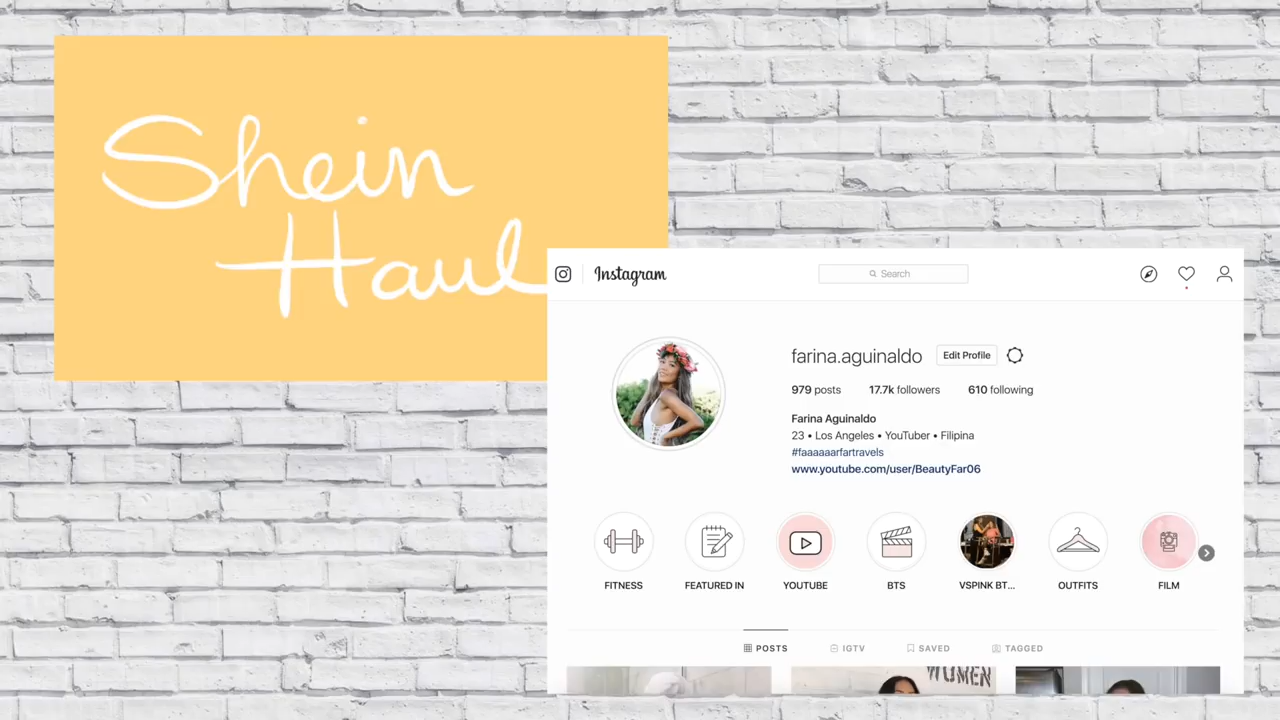 Shein
Haul
Instagram
Search
farina.aguinaldo
Edit Profile
979 posts
17.7k followers
610 following
Farina Aguinaldo
23 • Los Angeles • YouTuber • Filipina
#faaaaaarfartravels
www.youtube.com/user/BeautyFar06
FITNESS
FEATURED IN
YOUTUBE
BTS
VSPINK BT...
OUTFITS
FILM
POSTS
IGTV
SAVED
TAGGED
WOMEN